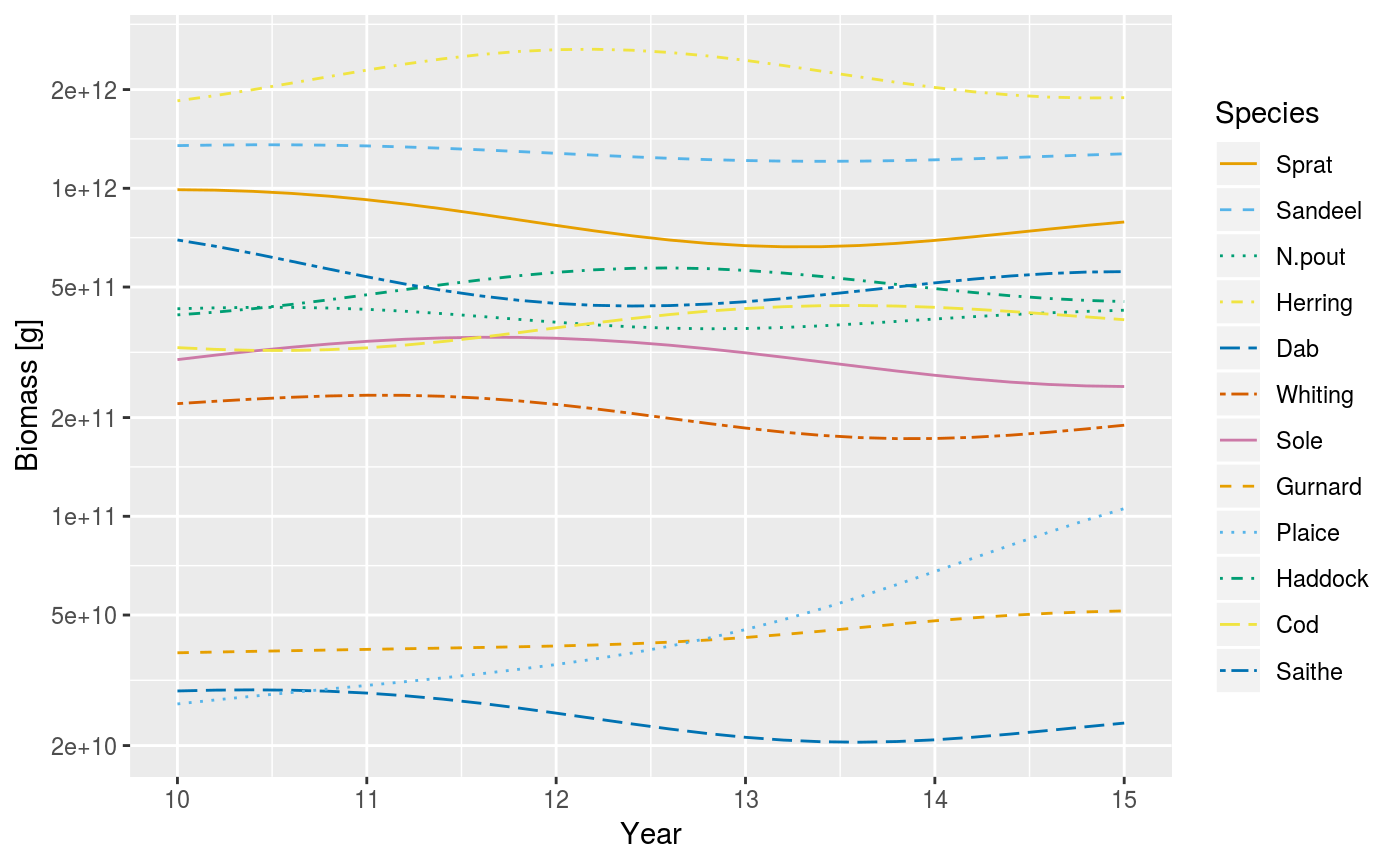 2e+12
1e+12
5e+11
2e+11
1e+11
5e+10
2e+10
Biomass [g]
10 11 12 13 14 15
Year
Species
Sprat
Sandeel
N.pout
Herring
Dab
Whiting
Sole
Gurnard
Plaice
Haddock
Cod
Saithe